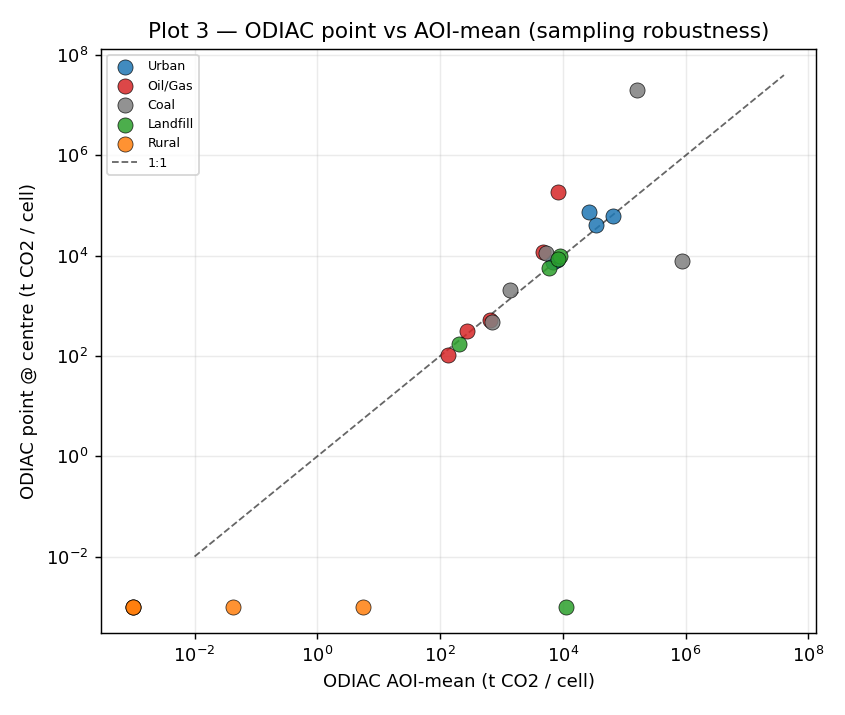 Plot 3 — ODIAC point vs AOI-mean (sampling robustness)
Urban
Oil/Gas
Coal
Landfill
Rural
1:1
ODIAC point @ centre (t CO2 / cell)
10⁸
10⁶
10⁴
10²
10⁰
10⁻²
10⁻² 10⁰ 10² 10⁴ 10⁶ 10⁸
ODIAC AOI-mean (t CO2 / cell)